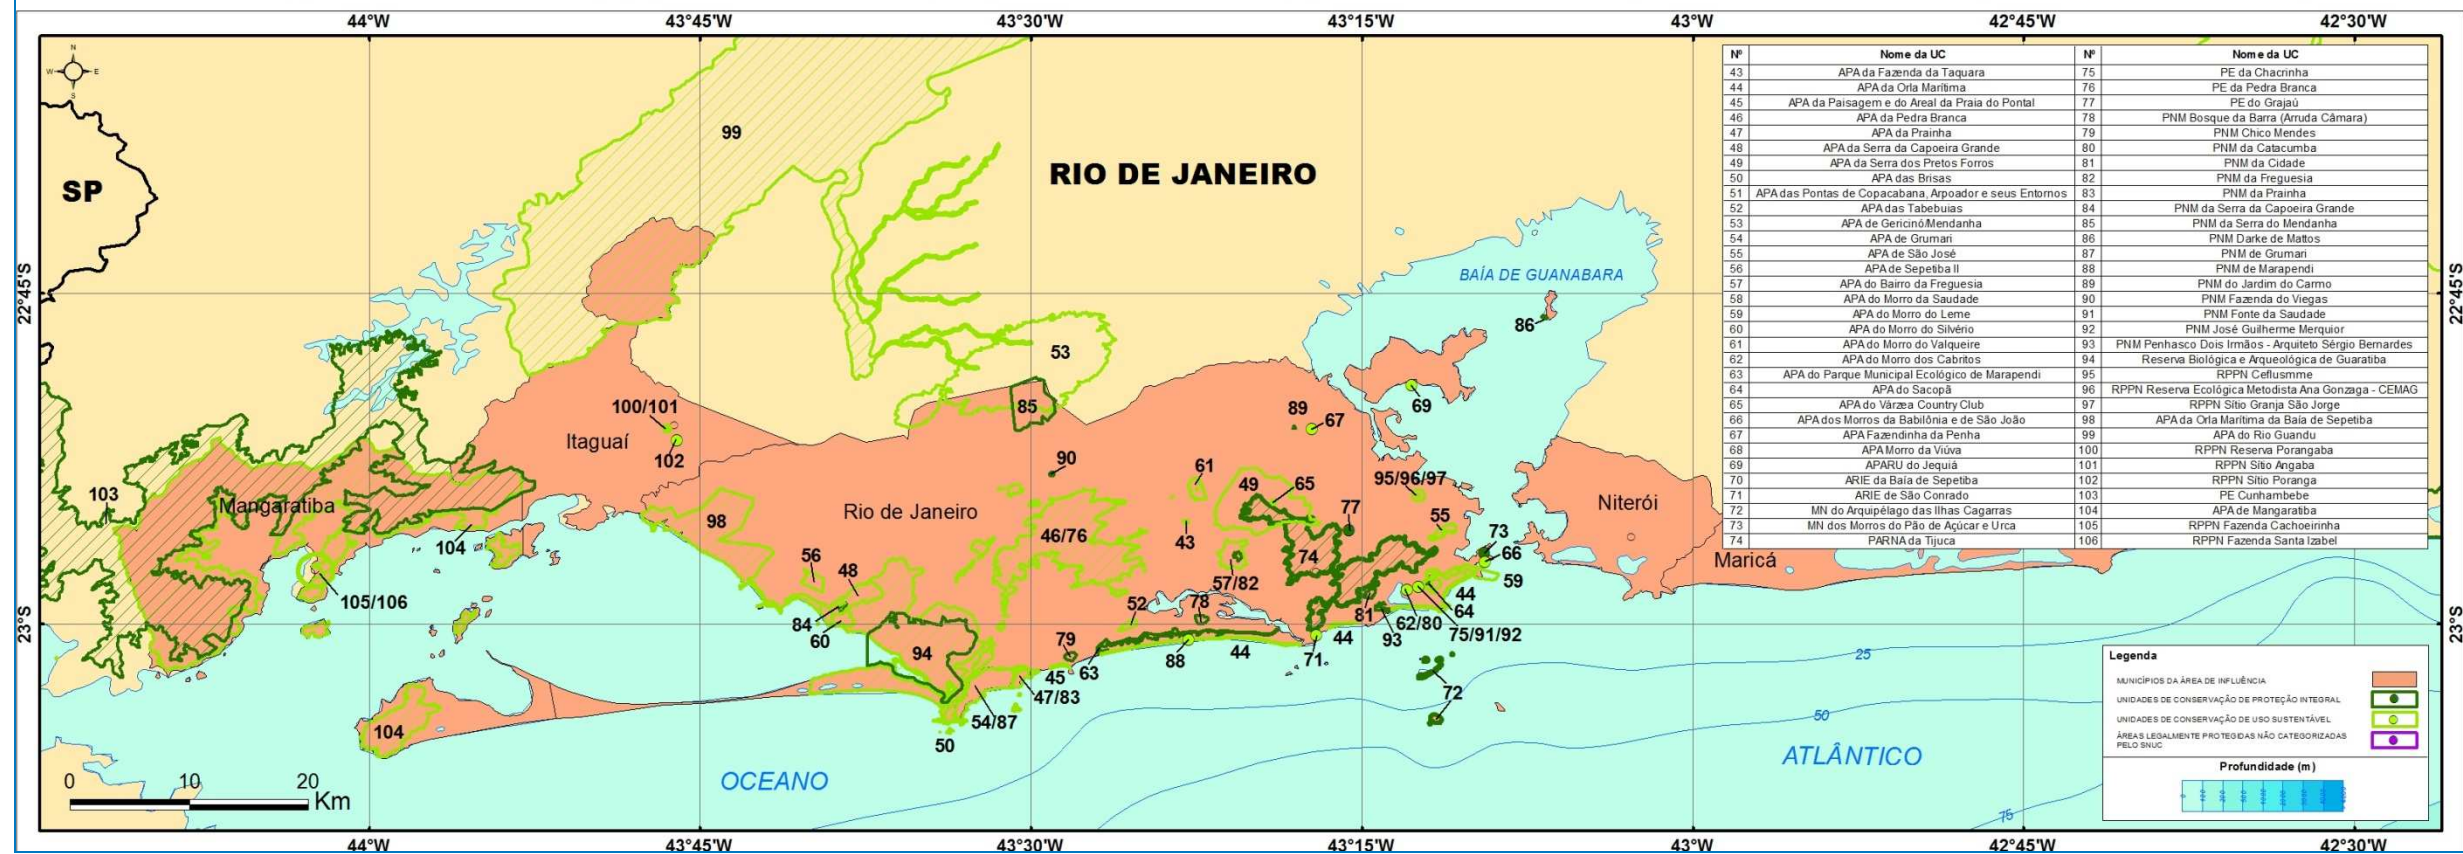 44°W 43°45'W 43°30'W 43°15'W 43°W 42°45'W 42°30'W
N
W E
S
SP
99
RIO DE JANEIRO
BAÍA DE GUANABARA
22°45'S 22°45'S
86
53
85
69
100/101
89
67
Itaguaí
102
90
61
49
65
95/96/97
103
Mangaratiba
98
Rio de Janeiro
77
Niterói
46/76
43
55
73
104
74
66
Maricá
56
48
59
57/82
105/106
52
78
44
81
64
84
62/80
60
93
75/91/92
23°S 23°S
79
94
63
88
44
71
44
45
47/83
72
54/87
104
50
25
50
75
OCEANO
ATLÂNTICO
0 10 20
Km
Nº Nome da UC Nº Nome da UC
43 APA da Fazenda da Taquara 75 PE da Chacrinha
44 APA da Orla Marítima 76 PE da Pedra Branca
45 APA da Paisagem e do Areal da Praia do Pontal 77 PE do Grajaú
46 APA da Pedra Branca 78 PNM Bosque da Barra (Arruda Câmara)
47 APA da Prainha 79 PNM Chico Mendes
48 APA da Serra da Capoeira Grande 80 PNM da Catacumba
49 APA da Serra dos Pretos Forros 81 PNM da Cidade
50 APA das Brisas 82 PNM da Freguesia
51 APA das Pontas de Copacabana, Arpoador e seus Entornos 83 PNM da Prainha
52 APA das Tabebuias 84 PNM da Serra da Capoeira Grande
53 APA de Gericinó/Mendanha 85 PNM da Serra do Mendanha
54 APA de Grumari 86 PNM Darke de Mattos
55 APA de São José 87 PNM de Grumari
56 APA de Sepetiba II 88 PNM de Marapendi
57 APA do Bairro da Freguesia 89 PNM do Jardim do Carmo
58 APA do Morro da Saudade 90 PNM Fazenda do Viegas
59 APA do Morro do Leme 91 PNM Fonte da Saudade
60 APA do Morro do Silvério 92 PNM José Guilherme Merquior
61 APA do Morro do Valqueire 93 PNM Penhasco Dois Irmãos - Arquiteto Sérgio Bernardes
62 APA do Morro dos Cabritos 94 Reserva Biológica e Arqueológica de Guaratiba
63 APA do Parque Municipal Ecológico de Marapendi 95 RPPN Ceflusmme
64 APA do Sacopã 96 RPPN Reserva Ecológica Metodista Ana Gonzaga - CEMAG
65 APA do Várzea Country Club 97 RPPN Sítio Granja São Jorge
66 APA dos Morros da Babilônia e de São João 98 APA da Orla Marítima da Baía de Sepetiba
67 APA Fazendinha da Penha 99 APA do Rio Guandu
68 APA Morro da Viúva 100 RPPN Reserva Porangaba
69 APARU do Jequiá 101 RPPN Sítio Angaba
70 ARIE da Baía de Sepetiba 102 RPPN Sítio Poranga
71 ARIE de São Conrado 103 PE Cunhambebe
72 MN do Arquipélago das Ilhas Cagarras 104 APA de Mangaratiba
73 MN dos Morros do Pão de Açúcar e Urca 105 RPPN Fazenda Cachoeirinha
74 PARNA da Tijuca 106 RPPN Fazenda Santa Izabel
Legenda
MUNICÍPIOS DA ÁREA DE INFLUÊNCIA
UNIDADES DE CONSERVAÇÃO DE PROTEÇÃO INTEGRAL
UNIDADES DE CONSERVAÇÃO DE USO SUSTENTÁVEL
ÁREAS LEGALMENTE PROTEGIDAS NÃO CATEGORIZADAS
PELO SNUC
Profundidade (m)
44°W 43°45'W 43°30'W 43°15'W 43°W 42°45'W 42°30'W